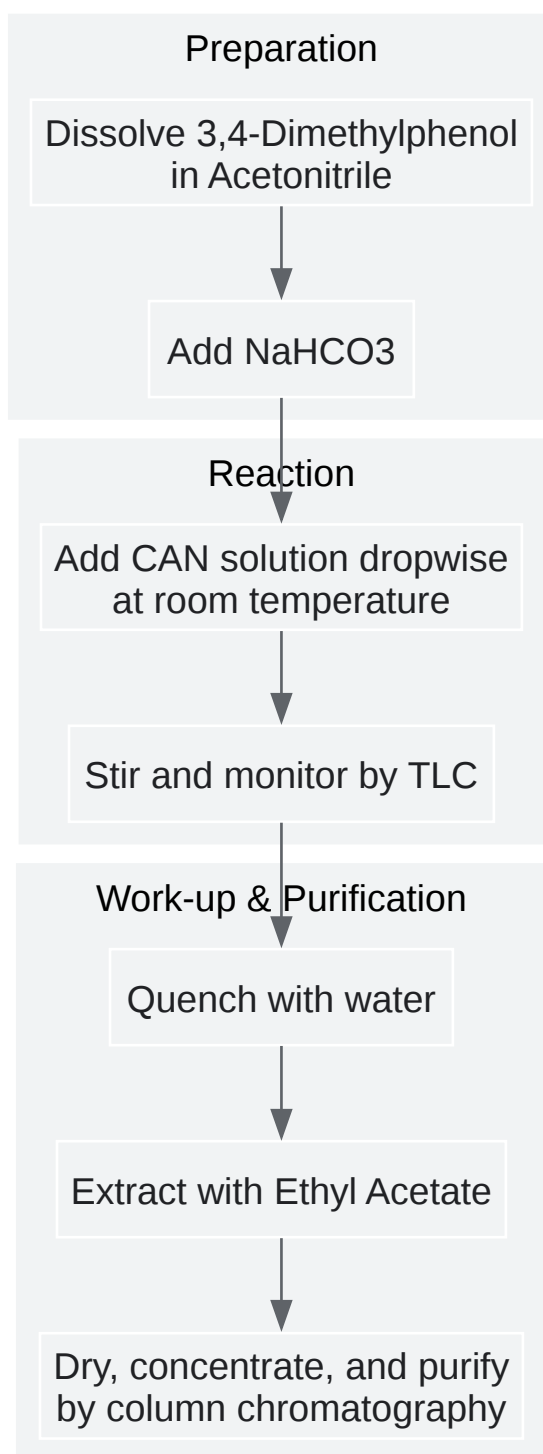 Preparation
Dissolve 3,4-Dimethylphenol
in Acetonitrile
Add NaHCO3
Reaction
Add CAN solution dropwise
at room temperature
Stir and monitor by TLC
Work-up & Purification
Quench with water
Extract with Ethyl Acetate
Dry, concentrate, and purify
by column chromatography